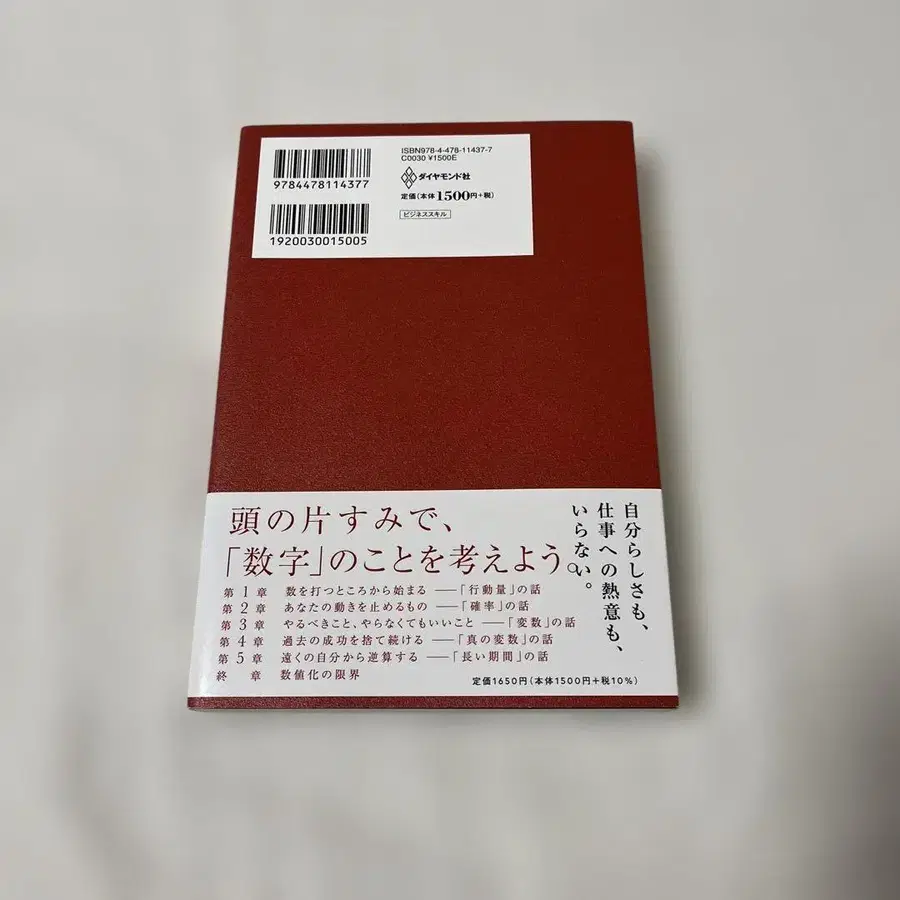 ISBN978-4-478-11437-7
C0030 ¥1500E
9784478114377
ダイヤモンド社
定価(本体1500円+税)
ビジネススキル
1920030015005
自分らしさも、
仕事への熱意も、
いらない。
頭の片すみで、
「数字」のことを考えよう。
第1章 数を打つところから始まる ──「行動量」の話
第2章 あなたの動きを止めるもの ──「確率」の話
第3章 やるべきこと、やらなくてもいいこと ──「変数」の話
第4章 過去の成功を捨て続ける ──「真の変数」の話
第5章 遠くの自分から逆算する ──「長い期間」の話
終章 数値化の限界
定価1650円(本体1500円+税10%)